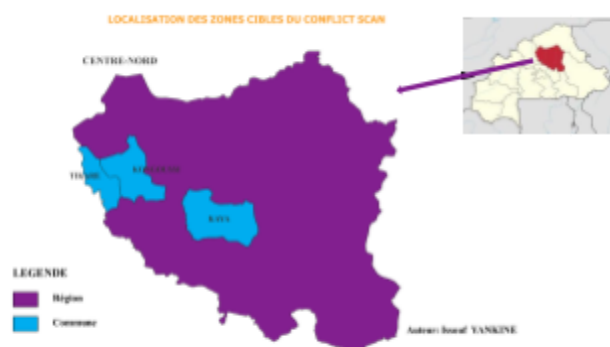 LOCALISATION DES ZONES CIBLES DU CONFLICT SCAN
CENTRE-NORD
KAYA
LEGENDE
Région
Commune
Auteur: Issouf YANKINE